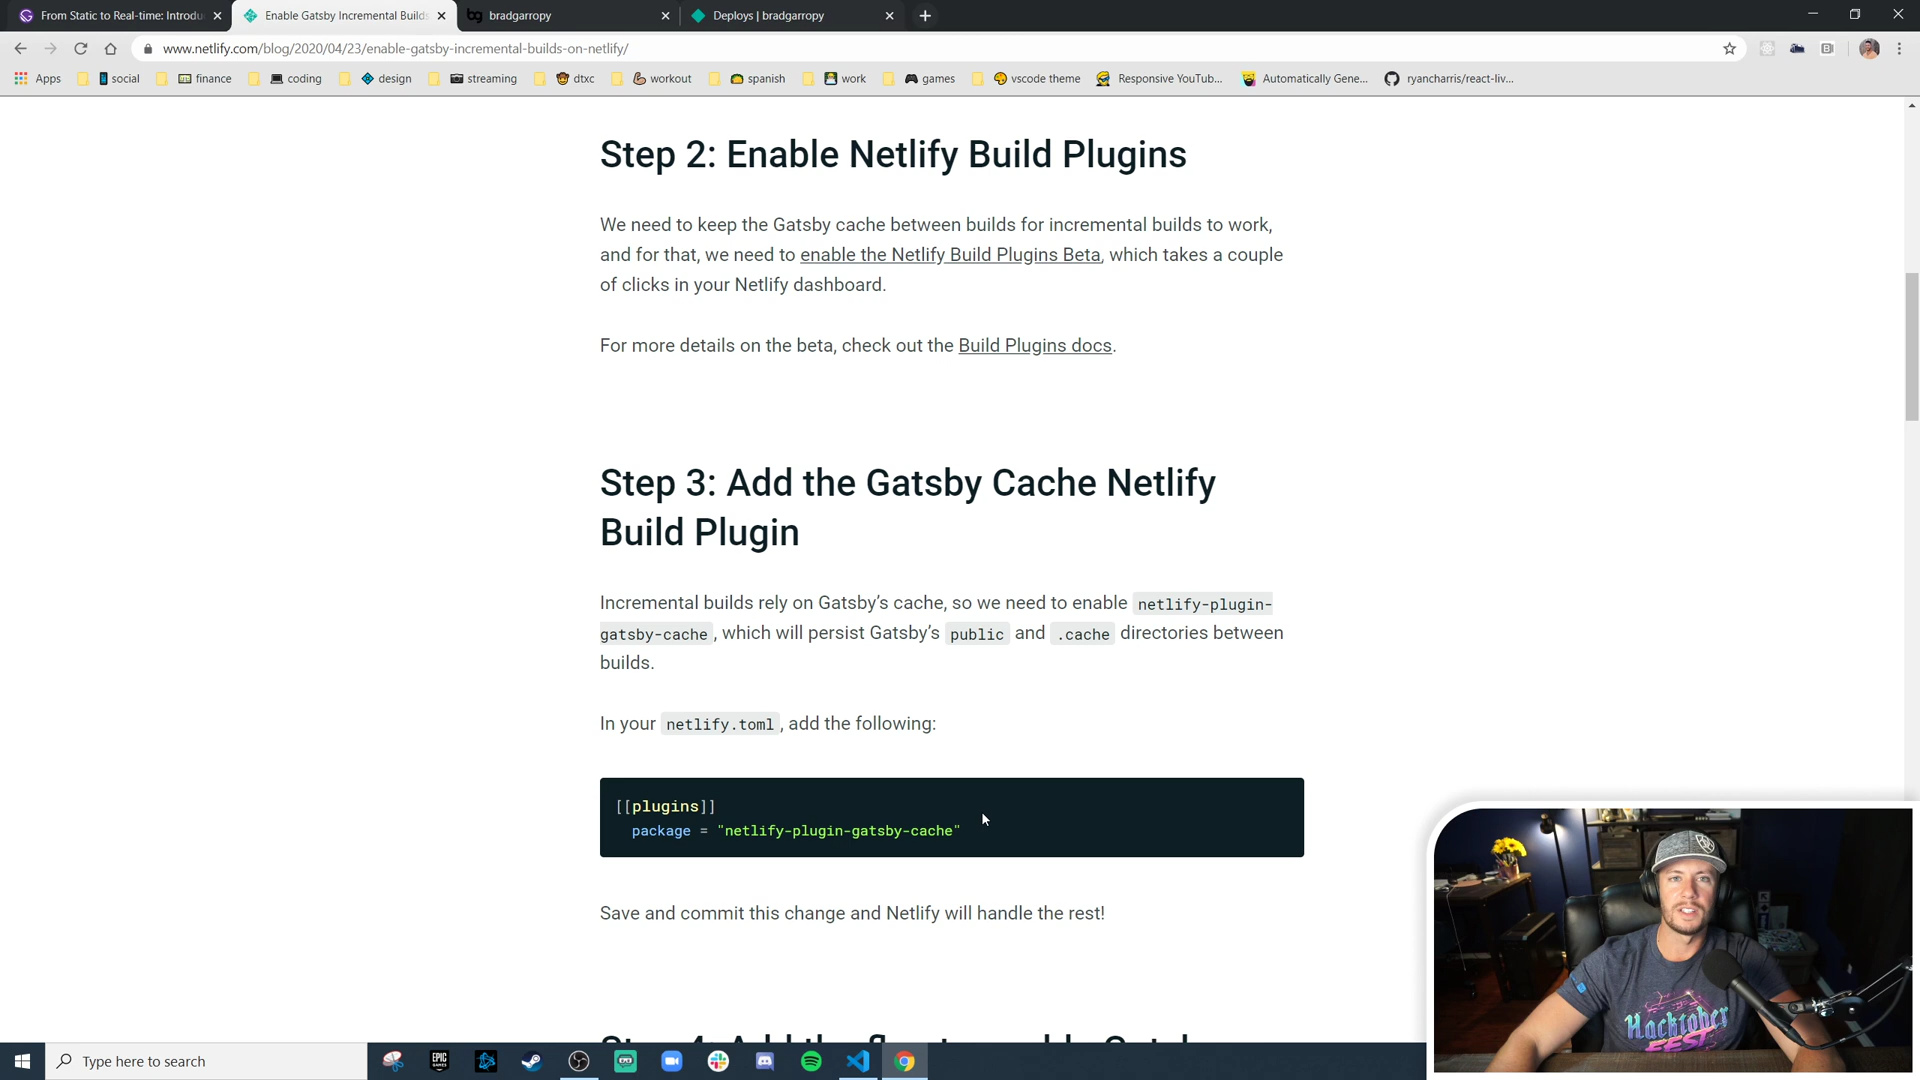 From Static to Real-time: Introdu
Enable Gatsby Incremental Builds
bg bradgarropy
Deploys | bradgarropy
www.netlify.com/blog/2020/04/23/enable-gatsby-incremental-builds-on-netlify/
Apps social finance coding design streaming dtxc workout spanish work games vscode theme Responsive YouTub... Automatically Gene... ryancharris/react-liv...
Step 2: Enable Netlify Build Plugins
We need to keep the Gatsby cache between builds for incremental builds to work,
and for that, we need to enable the Netlify Build Plugins Beta, which takes a couple
of clicks in your Netlify dashboard.
For more details on the beta, check out the Build Plugins docs.
Step 3: Add the Gatsby Cache Netlify
Build Plugin
Incremental builds rely on Gatsby’s cache, so we need to enable netlify-plugin-
gatsby-cache, which will persist Gatsby’s public and .cache directories between
builds.
In your netlify.toml, add the following:
[[plugins]]
package = "netlify-plugin-gatsby-cache"
Save and commit this change and Netlify will handle the rest!
Hacktober
FEST
Type here to search
EPIC
GAMES